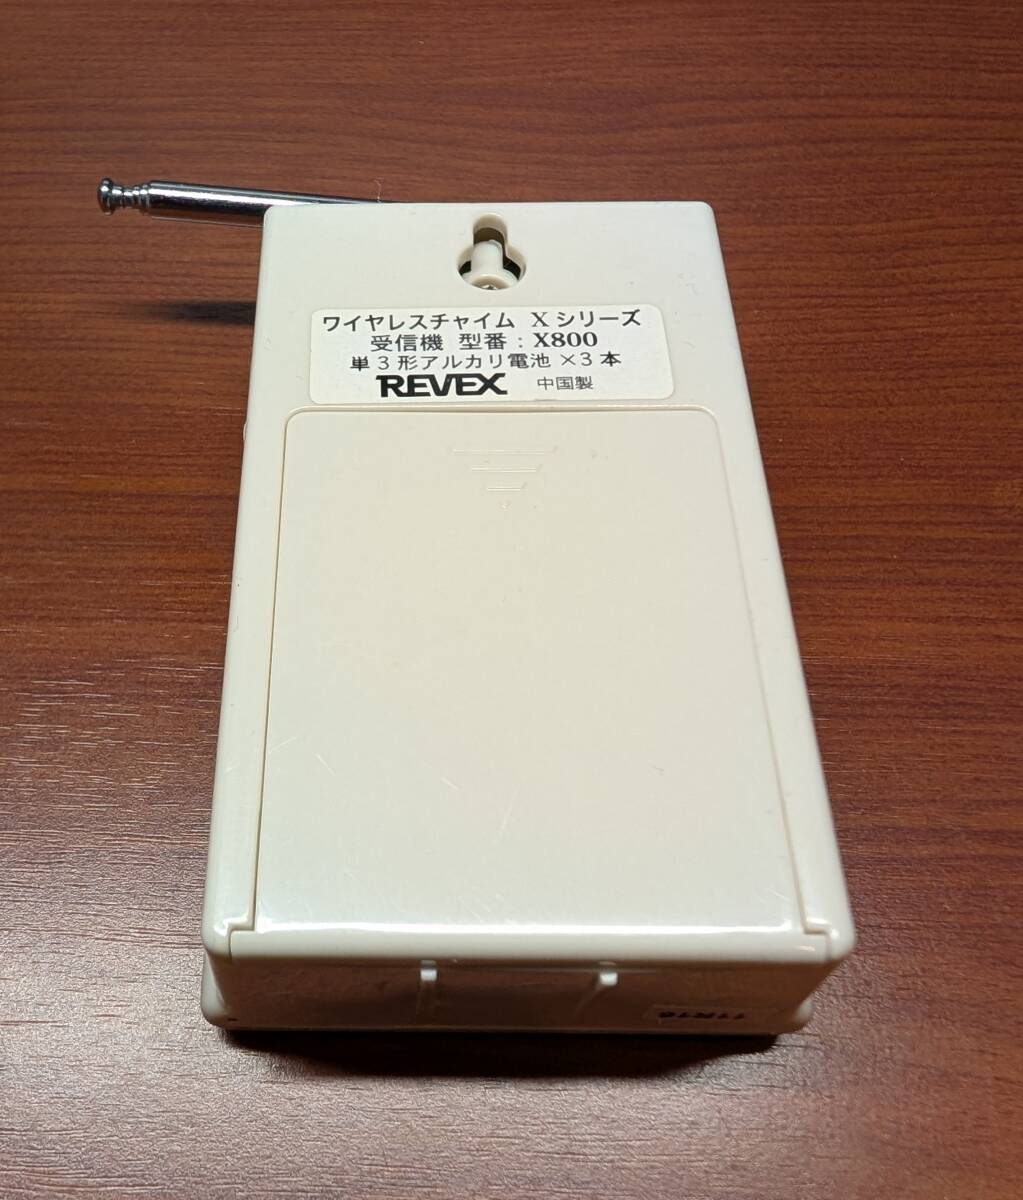 ワイヤレスチャイム Xシリーズ
受信機 型番：X800
単3形アルカリ電池×3本
REVEX 中国製